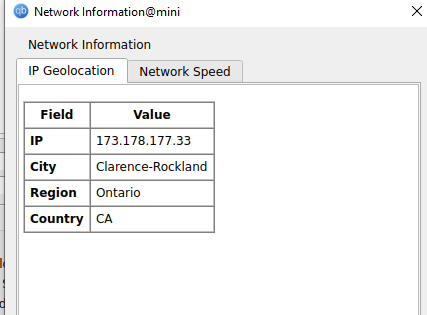 qb Network Information@mini
Network Information
IP Geolocation Network Speed
Field Value
IP 173.178.177.33
City Clarence-Rockland
Region Ontario
Country CA